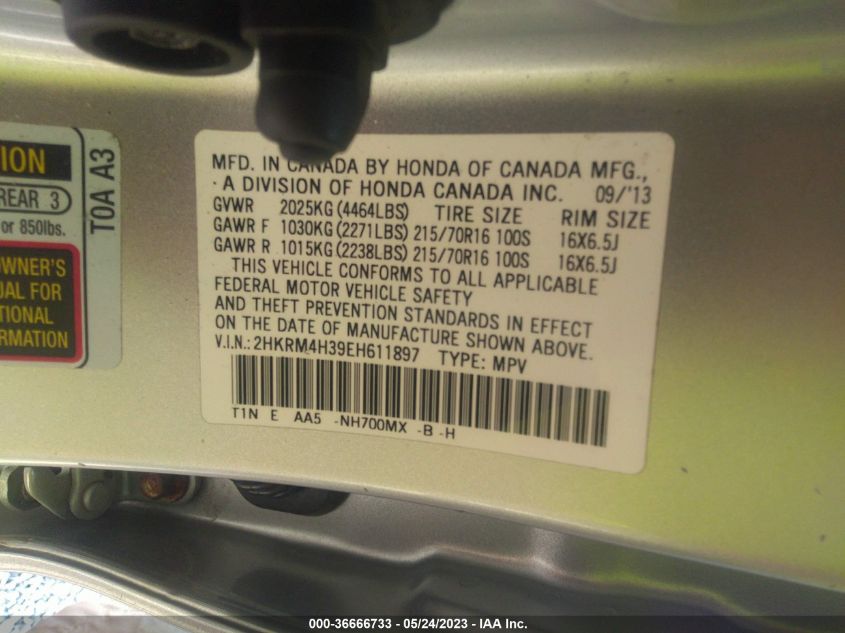 ION
REAR 3
or 850lbs.
OWNER'S
UAL FOR
TIONAL
ORMATION
TOA A3
MFD. IN CANADA BY HONDA OF CANADA MFG.,
A DIVISION OF HONDA CANADA INC. 09/'13
GVWR 2025KG(4464LBS) TIRE SIZE RIM SIZE
GAWR F 1030KG(2271LBS) 215/70R16 100S 16X6.5J
GAWR R 1015KG(2238LBS) 215/70R16 100S 16X6.5J
THIS VEHICLE CONFORMS TO ALL APPLICABLE
FEDERAL MOTOR VEHICLE SAFETY
AND THEFT PREVENTION STANDARDS IN EFFECT
ON THE DATE OF MANUFACTURE SHOWN ABOVE.
V.I.N.: 2HKRM4H39EH611897 TYPE: MPV
T1N E AA5 -NH700MX -B -H
000-36666733 - 05/24/2023 - IAA Inc.